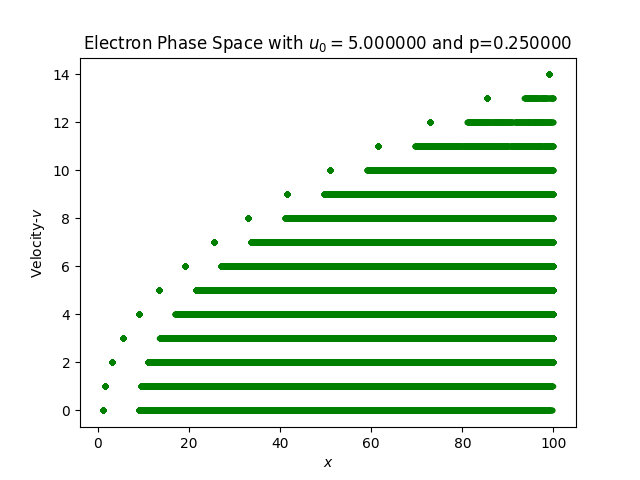 Electron Phase Space with $u_0 = 5.000000$ and p=0.250000
14
12
10
8
6
4
2
0
Velocity-v
0 20 40 60 80 100
x